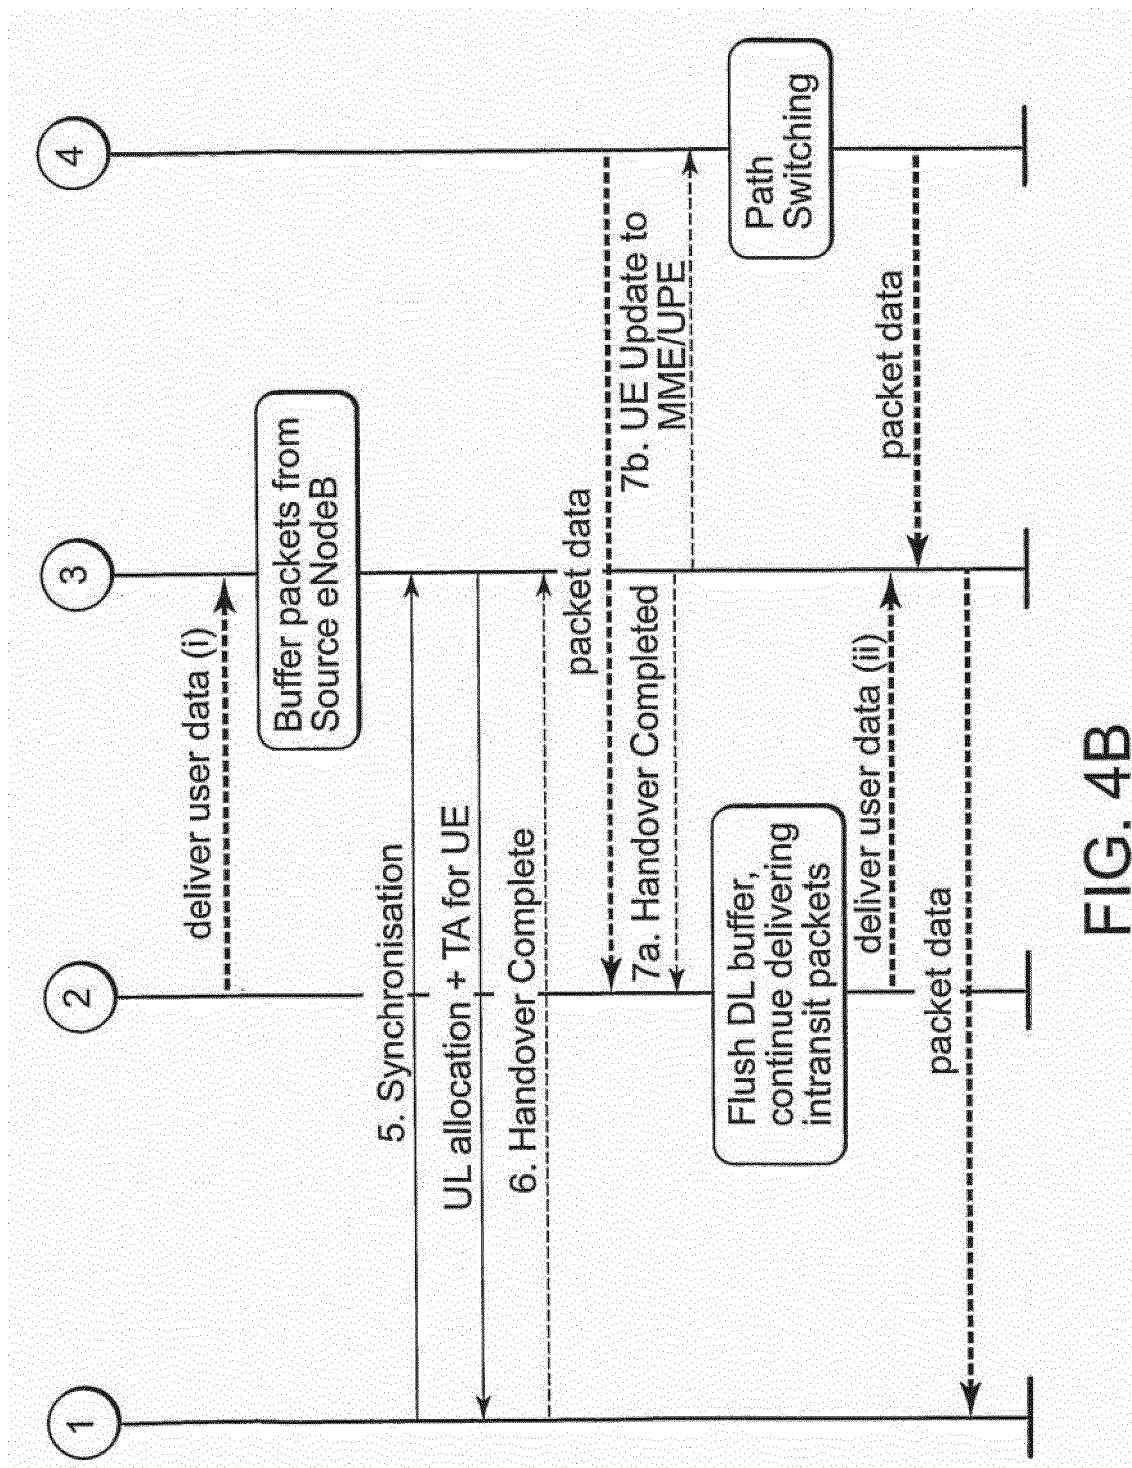 1
2
3
4
deliver user data (i)
Buffer packets from
Source eNodeB
5. Synchronisation
UL allocation + TA for UE
6. Handover Complete
packet data
7a. Handover Completed
7b. UE Update to
MME/UPE
Flush DL buffer,
continue delivering
intransit packets
Path
Switching
deliver user data (ii)
packet data
packet data
FIG. 4B